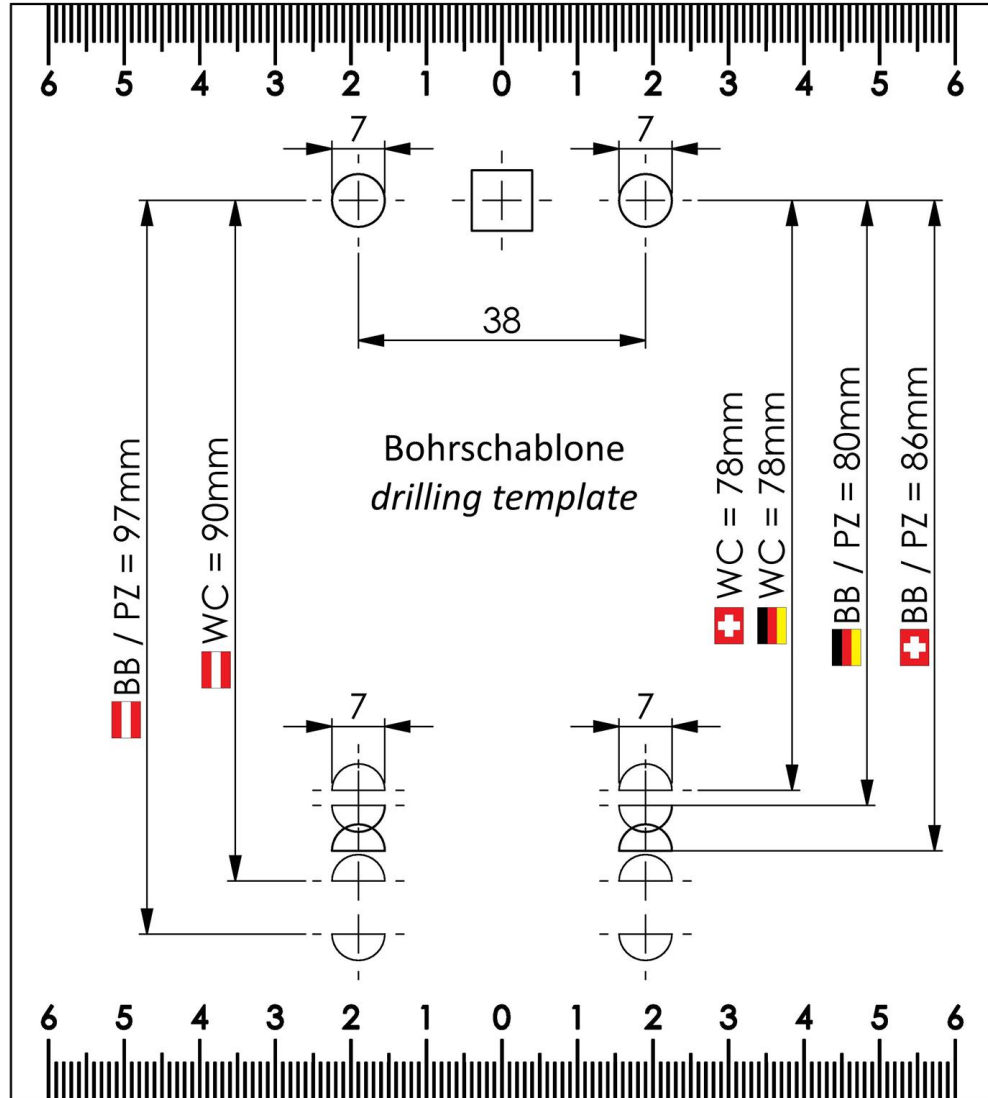 6 5 4 3 2 1 0 1 2 3 4 5 6
7 7
38
Bohrschablone
drilling template
BB / PZ = 97mm
WC = 90mm
WC = 78mm
WC = 78mm
BB / PZ = 80mm
BB / PZ = 86mm
7 7
6 5 4 3 2 1 0 1 2 3 4 5 6